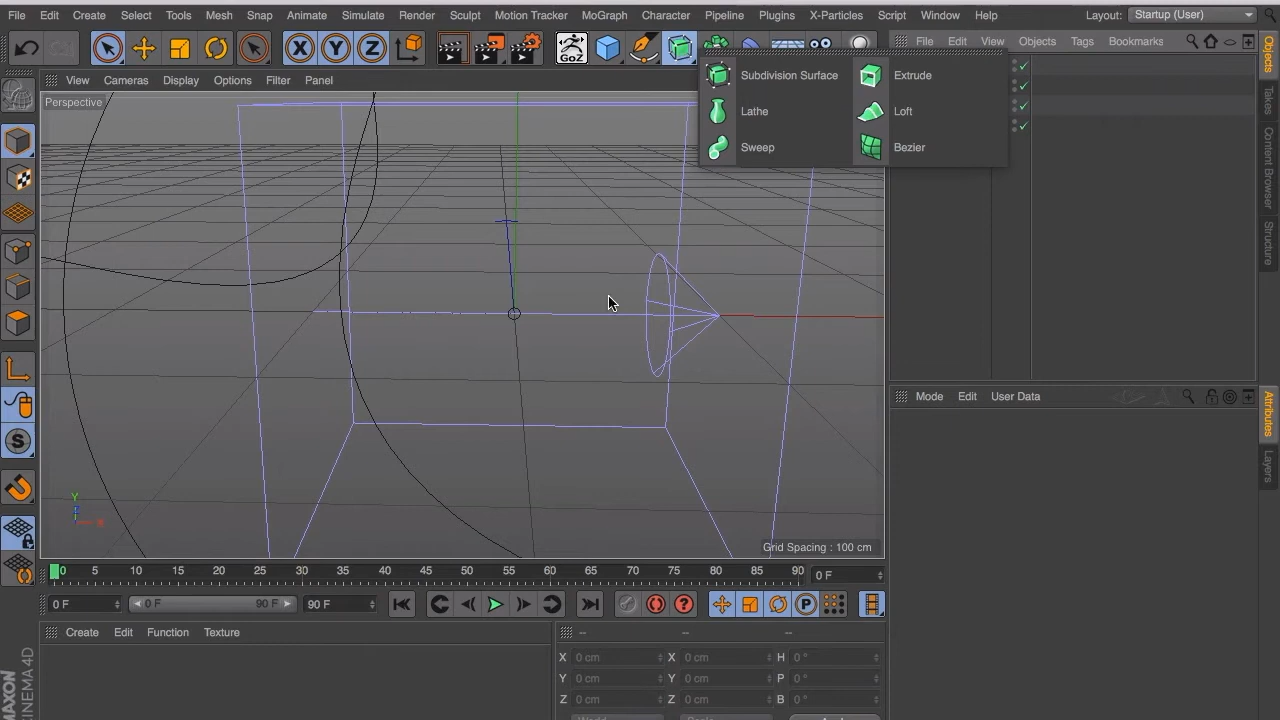 File Edit Create Select Tools Mesh Snap Animate Simulate Render Sculpt Motion Tracker MoGraph Character Pipeline Plugins X-Particles Script Window Help Layout: Startup (User)
X Y Z GoZ
File Edit View Objects Tags Bookmarks
View Cameras Display Options Filter Panel
Perspective
Subdivision Surface Extrude
Lathe Loft
Sweep Bezier
Objects
Takes
Content Browser
Structure
Mode Edit User Data
Attributes
Layers
S
Y
Grid Spacing : 100 cm
0 5 10 15 20 25 30 35 40 45 50 55 60 65 70 75 80 85 90 0 F
0 F 0 F 90 F 90 F P
Create Edit Function Texture
-- -- --
X 0 cm X 0 cm H 0 °
Y 0 cm Y 0 cm P 0 °
Z 0 cm Z 0 cm B 0 °
MAXON
CINEMA 4D